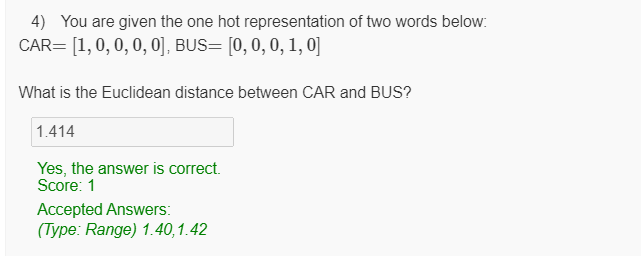 4) You are given the one hot representation of two words below:
CAR= [1, 0, 0, 0, 0], BUS= [0, 0, 0, 1, 0]
What is the Euclidean distance between CAR and BUS?
1.414
Yes, the answer is correct.
Score: 1
Accepted Answers:
(Type: Range) 1.40,1.42